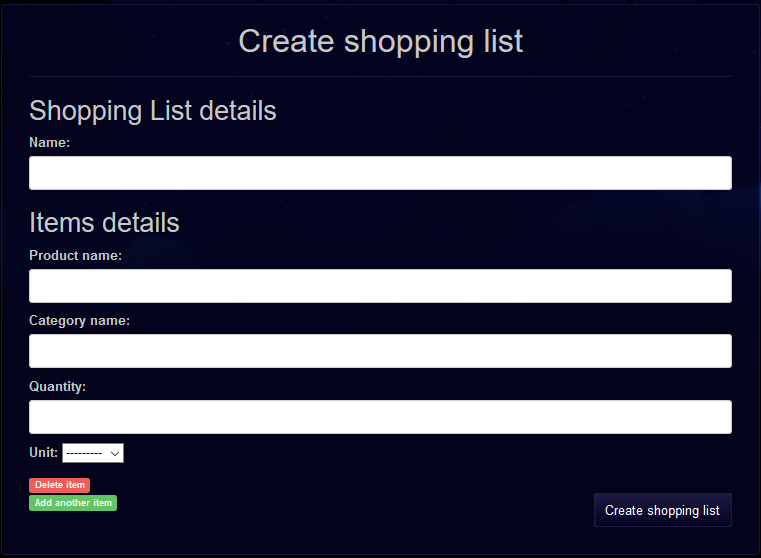 Create shopping list
Shopping List details
Name:
Items details
Product name:
Category name:
Quantity:
Unit: ---------
Delete item
Add another item
Create shopping list